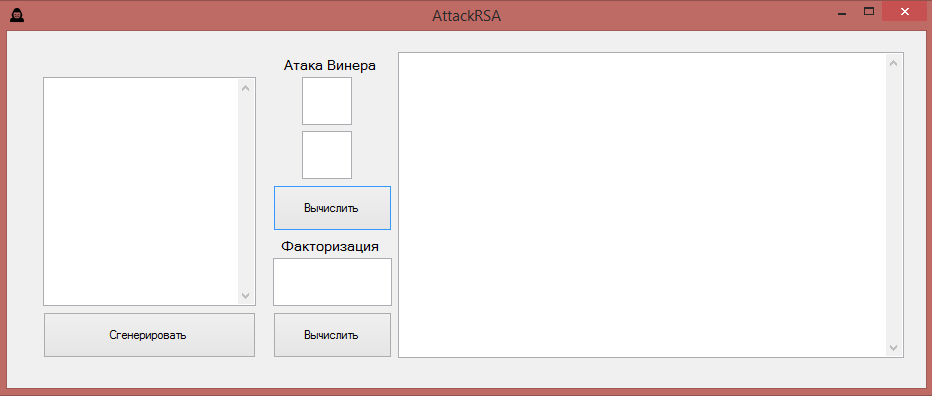 AttackRSA
Атака Винера
Вычислить
Факторизация
Сгенерировать
Вычислить